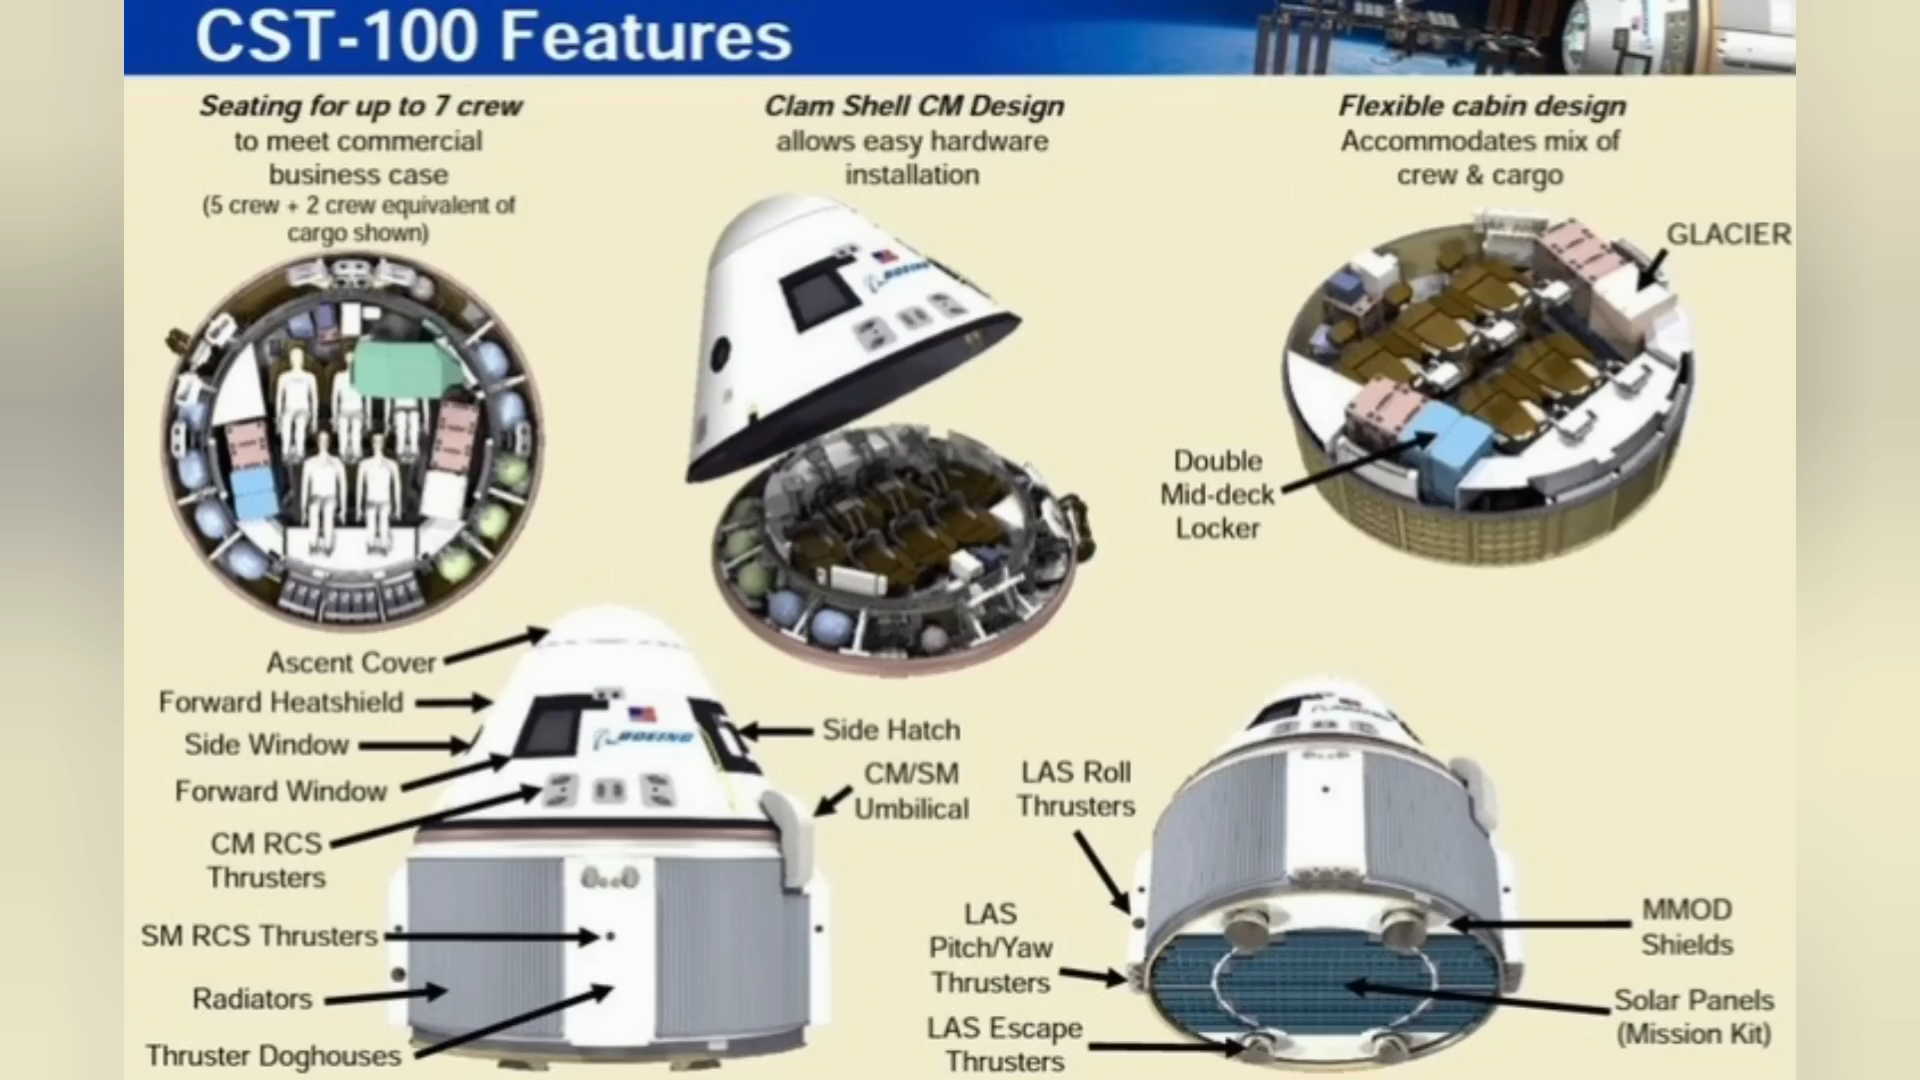 CST-100 Features
Seating for up to 7 crew
to meet commercial
business case
(5 crew + 2 crew equivalent of
cargo shown)
Clam Shell CM Design
allows easy hardware
installation
Flexible cabin design
Accommodates mix of
crew & cargo
GLACIER
BOEING
Double
Mid-deck
Locker
Ascent Cover
Forward Heatshield
Side Window
Forward Window
CM RCS
Thrusters
SM RCS Thrusters
Radiators
Thruster Doghouses
BOEING
Side Hatch
CM/SM
Umbilical
LAS Roll
Thrusters
LAS
Pitch/Yaw
Thrusters
LAS Escape
Thrusters
MMOD
Shields
Solar Panels
(Mission Kit)